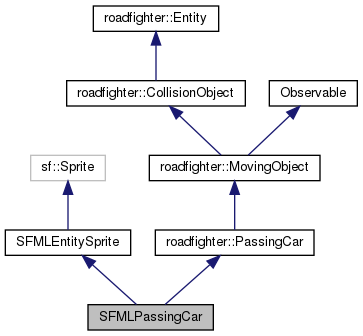 roadfighter::Entity
roadfighter::CollisionObject
Observable
sf::Sprite
roadfighter::MovingObject
SFMLEntitySprite
roadfighter::PassingCar
SFMLPassingCar